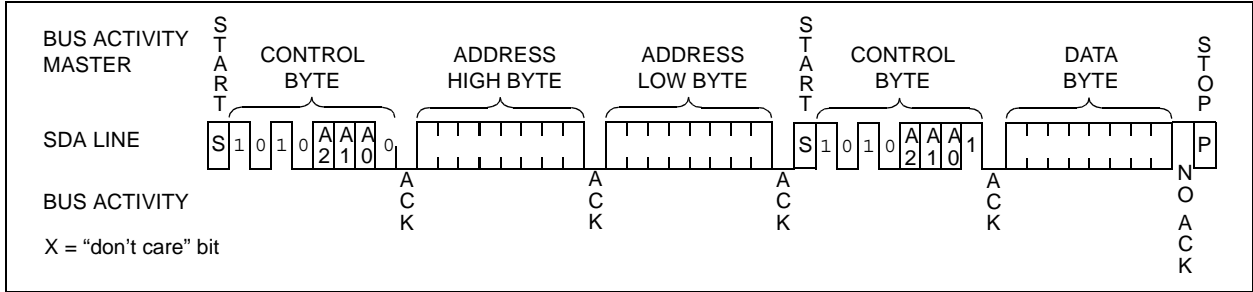 BUS ACTIVITY
MASTER
START
CONTROL
BYTE
ADDRESS
HIGH BYTE
ADDRESS
LOW BYTE
START
CONTROL
BYTE
DATA
BYTE
STOP
SDA LINE
S 1 0 1 0 A2 A1 A0 0
S 1 0 1 0 A2 A1 A0 1
P
BUS ACTIVITY
ACK
ACK
ACK
ACK
NO ACK
X = “don’t care” bit